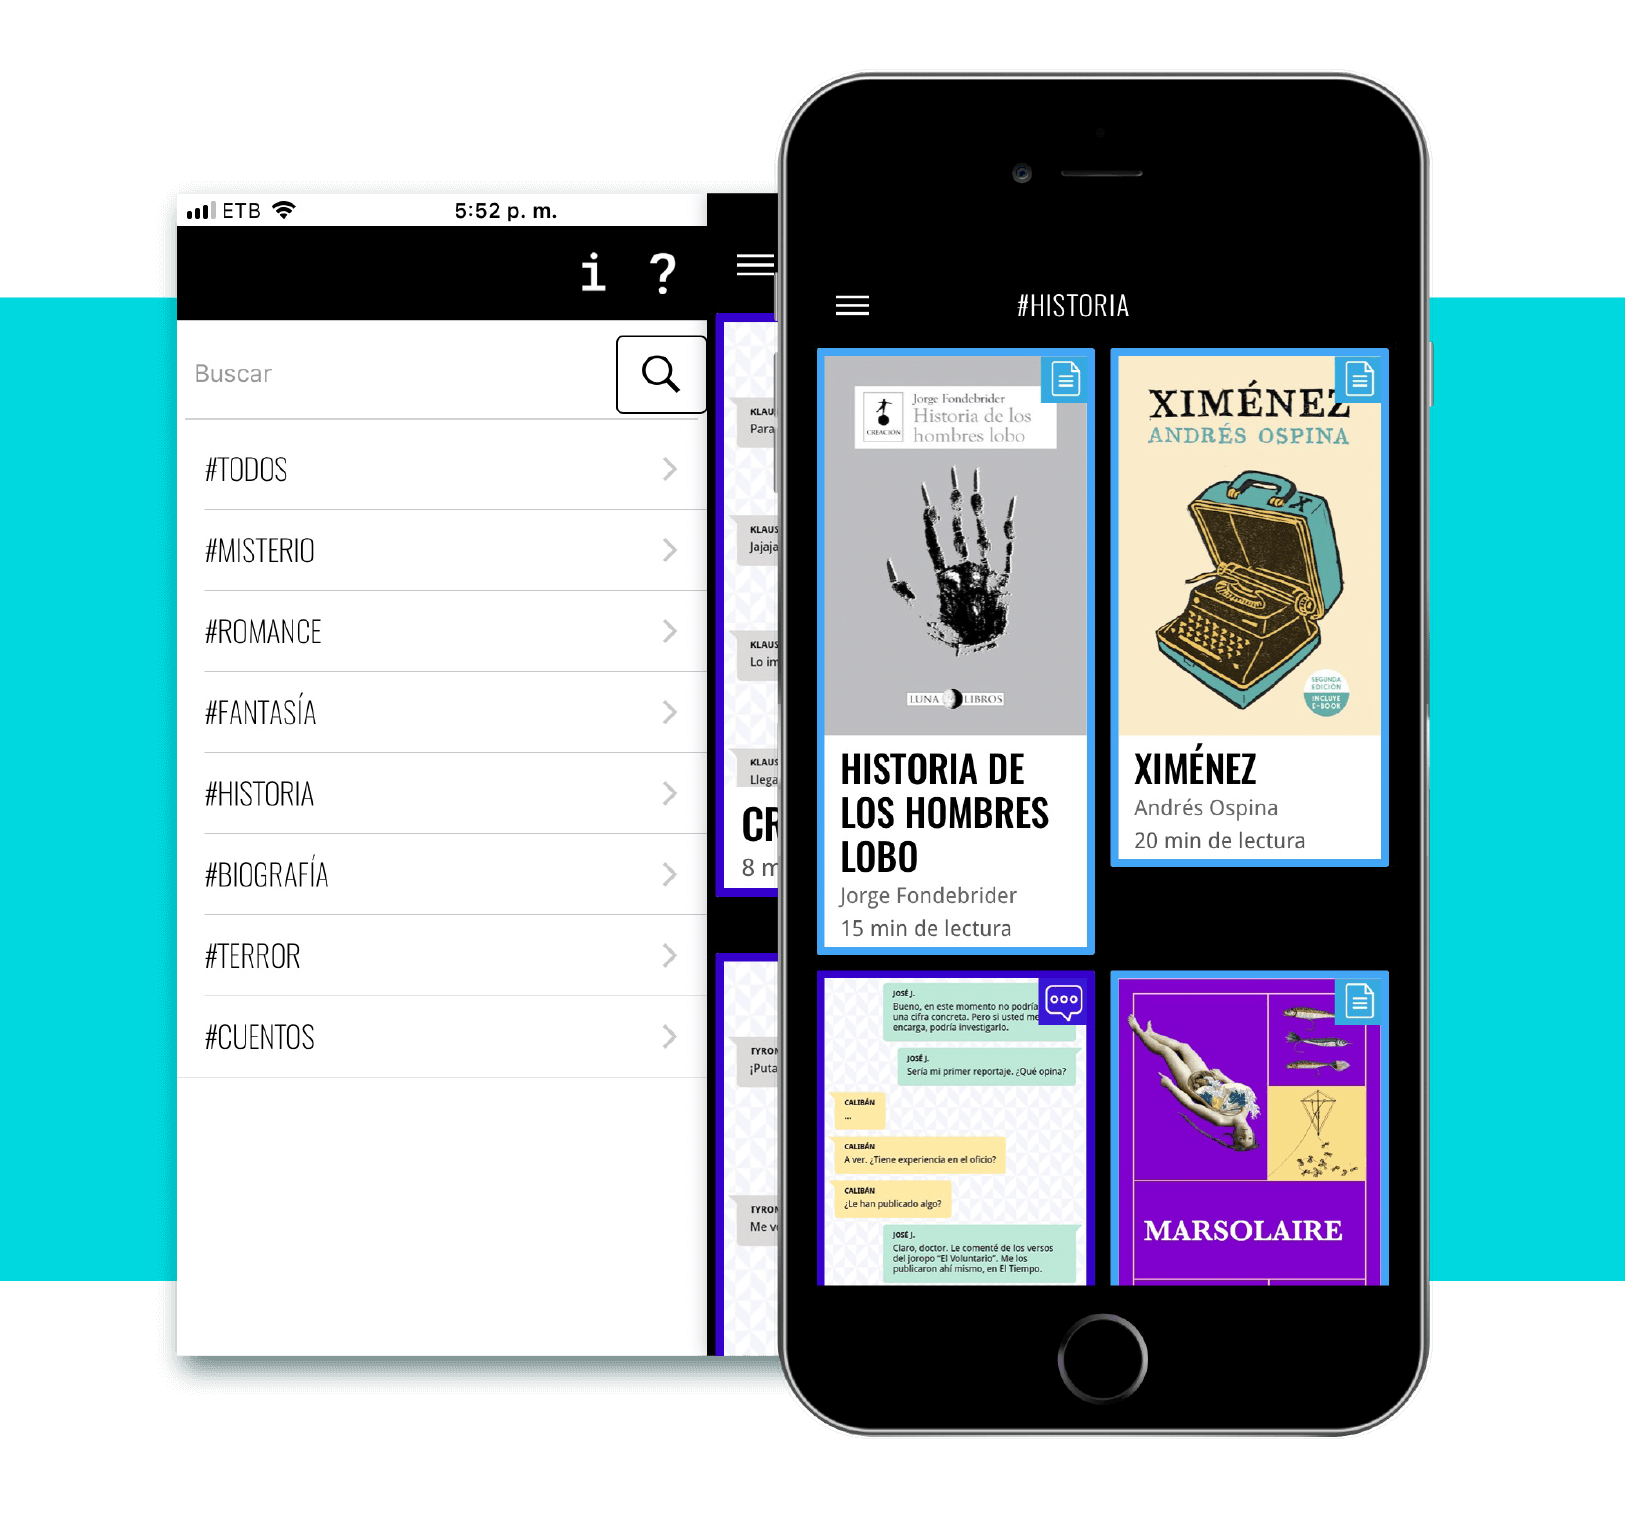 ETB
5:52 p. m.
i ?
Buscar
#TODOS
#MISTERIO
#ROMANCE
#FANTASÍA
#HISTORIA
#BIOGRAFÍA
#TERROR
#CUENTOS
KLAUS
Para
KLAUS
Jajaja
KLAUS
Lo im
KLAUS
Llega
CR
8 m
TYRON
¡Puta
TYRON
Me v
#HISTORIA
Jorge Fondebrider
Historia de los
hombres lobo
CREACIÓN
LUNA LIBROS
HISTORIA DE
LOS HOMBRES
LOBO
Jorge Fondebrider
15 min de lectura
XIMÉNEZ
ANDRÉS OSPINA
X
SEGUNDA
EDICIÓN
INCLUYE
E-BOOK
XIMÉNEZ
Andrés Ospina
20 min de lectura
JOSÉ J.
Bueno, en este momento no podría
una cifra concreta. Pero si usted me
encarga, podría investigarlo.
JOSÉ J.
Sería mi primer reportaje. ¿Qué opina?
CALIBÁN
...
CALIBÁN
A ver. ¿Tiene experiencia en el oficio?
CALIBÁN
¿Le han publicado algo?
JOSÉ J.
Claro, doctor. Le comenté de los versos
del joropo “El Voluntario”. Me los
publicaron ahí mismo, en El Tiempo.
MARSOLAIRE